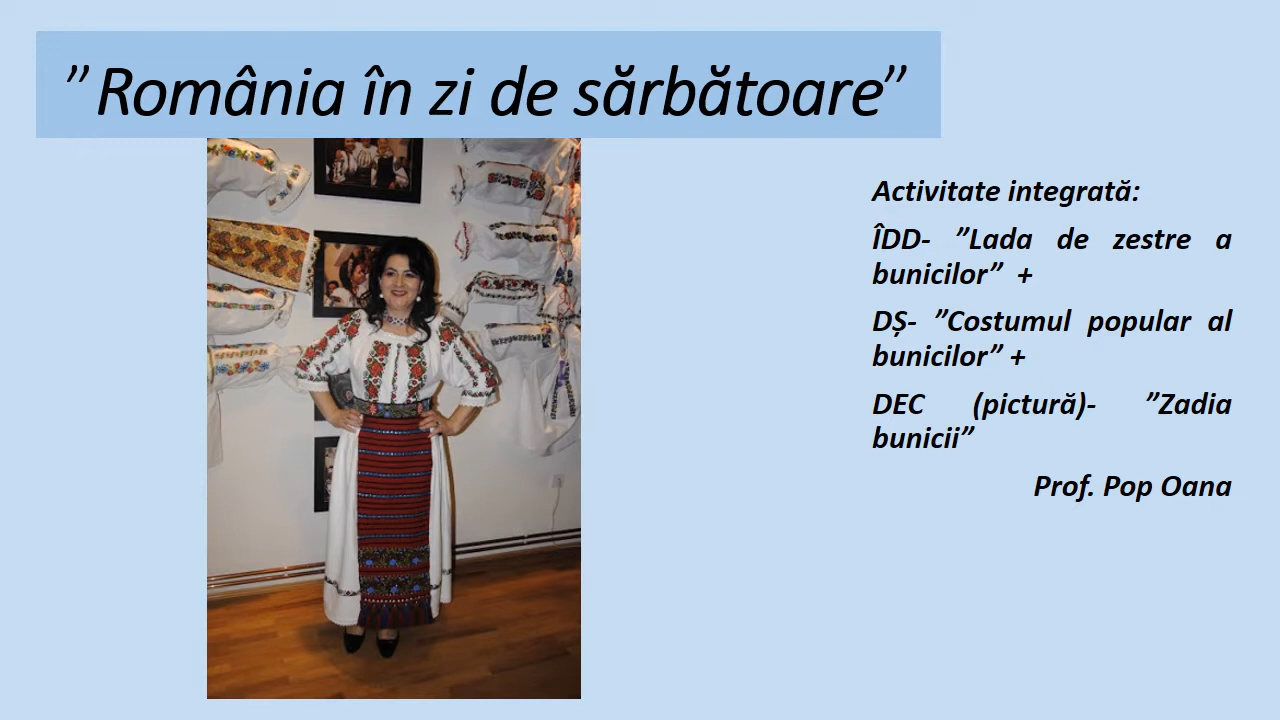 ”România în zi de sărbătoare”
Activitate integrată:
ÎDD- ”Lada de zestre a
bunicilor” +
DȘ- ”Costumul popular al
bunicilor” +
DEC (pictură)- ”Zadia
bunicii”
Prof. Pop Oana